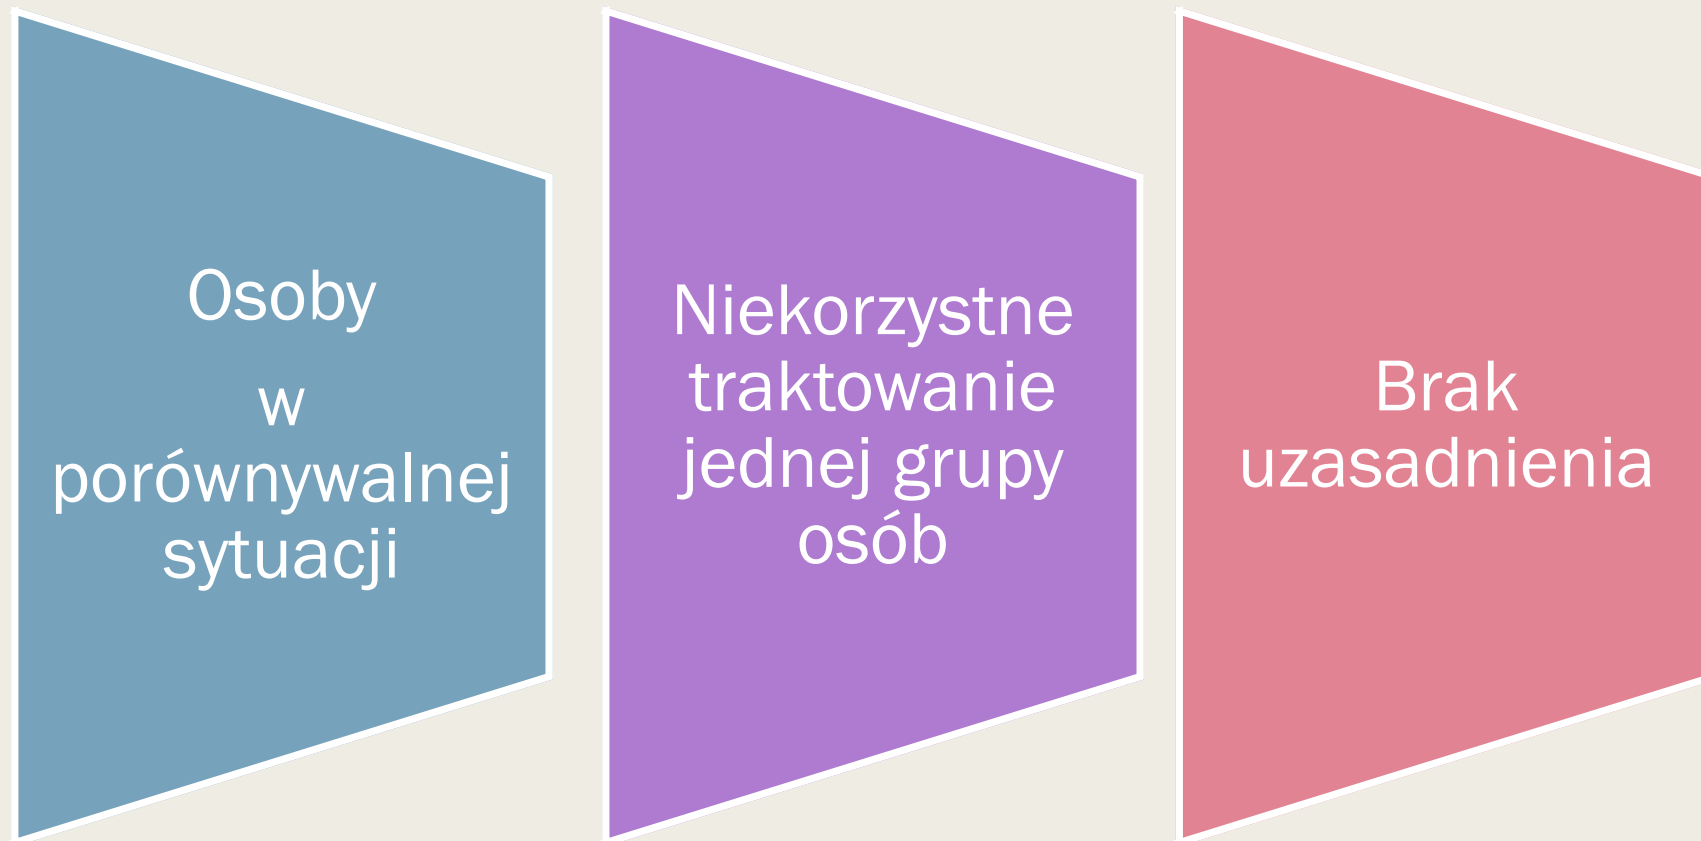 Osoby
w
porównywalnej
sytuacji
Niekorzystne
traktowanie
jednej grupy
osób
Brak
uzasadnienia